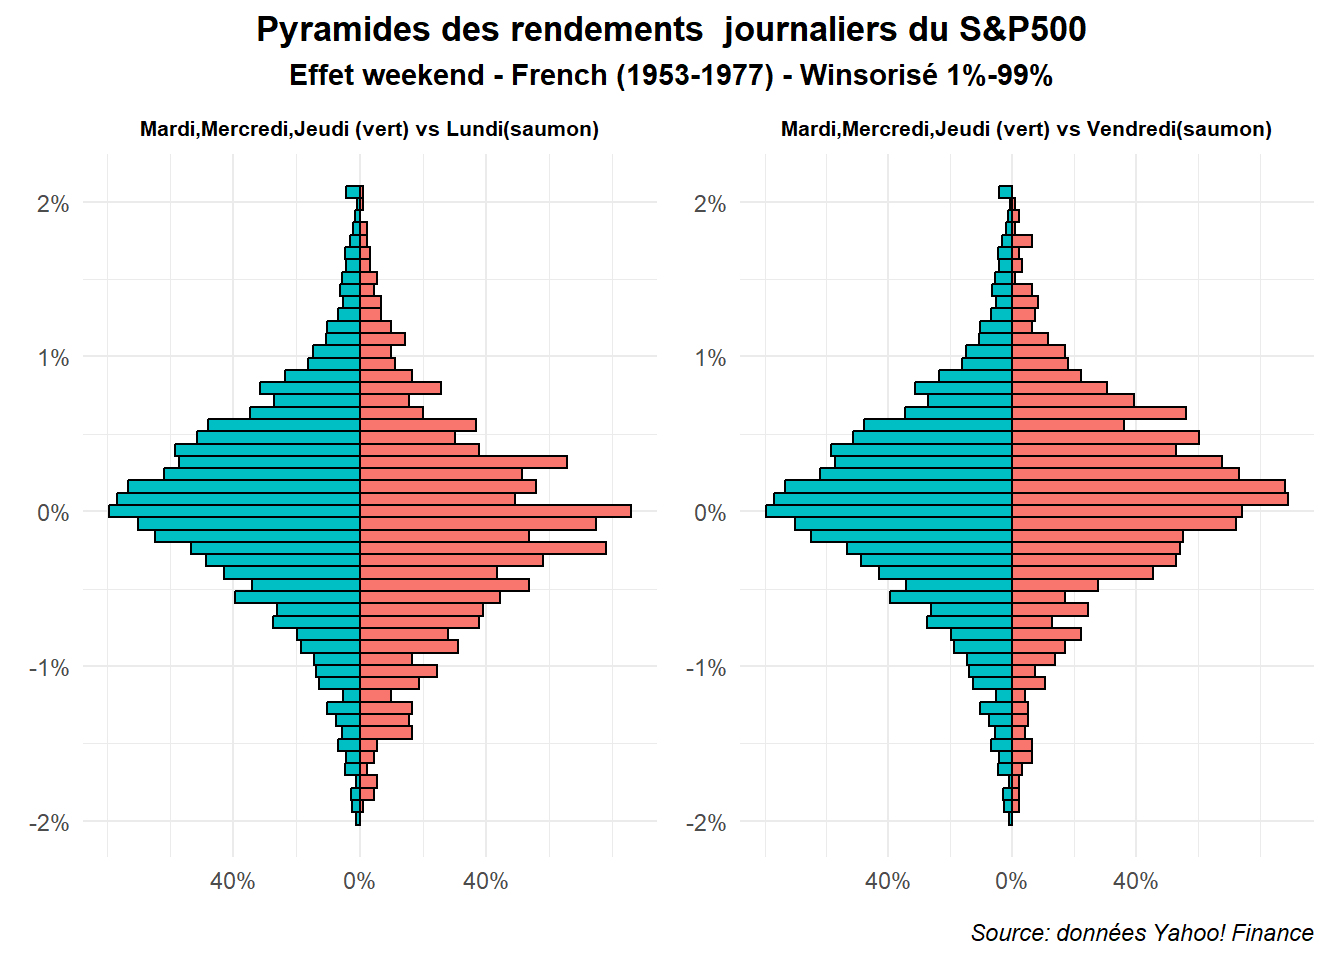 Pyramides des rendements  journaliers du S&P500
Effet weekend - French (1953-1977) - Winsorisé 1%-99%
Mardi,Mercredi,Jeudi (vert) vs Lundi(saumon)
2%
1%
0%
-1%
-2%
40% 0% 40%
Mardi,Mercredi,Jeudi (vert) vs Vendredi(saumon)
2%
1%
0%
-1%
-2%
40% 0% 40%
Source: données Yahoo! Finance